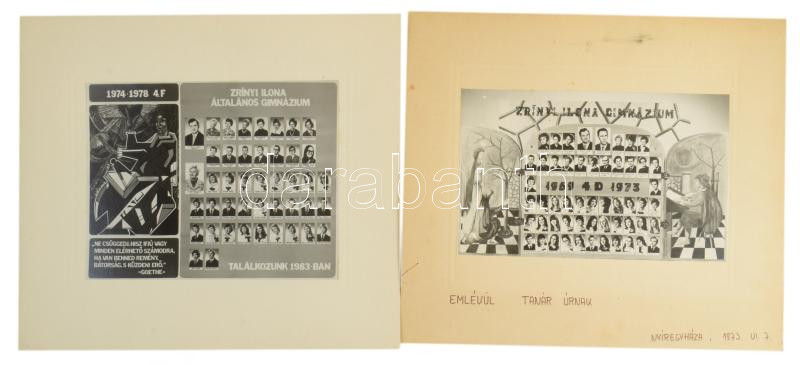 1974-1978 4.F
ZRÍNYI ILONA
ÁLTALÁNOS GIMNÁZIUM
„NE CSÜGGEDJ, HISZ IFJÚ VAGY
MINDEN ELÉRHETŐ SZÁMODRA,
HA VAN BENNED REMÉNY,
BÁTORSÁG, S KÜZDENI ERŐ.”
-GOETHE-
TALÁLKOZUNK 1983-BAN
ZRÍNYI ILONA GIMNÁZIUM
1969 4.D 1973
EMLÉKÜL TANÁR ÚRNAK
NYÍREGYHÁZA, 1973. VI. 7.
darabanth